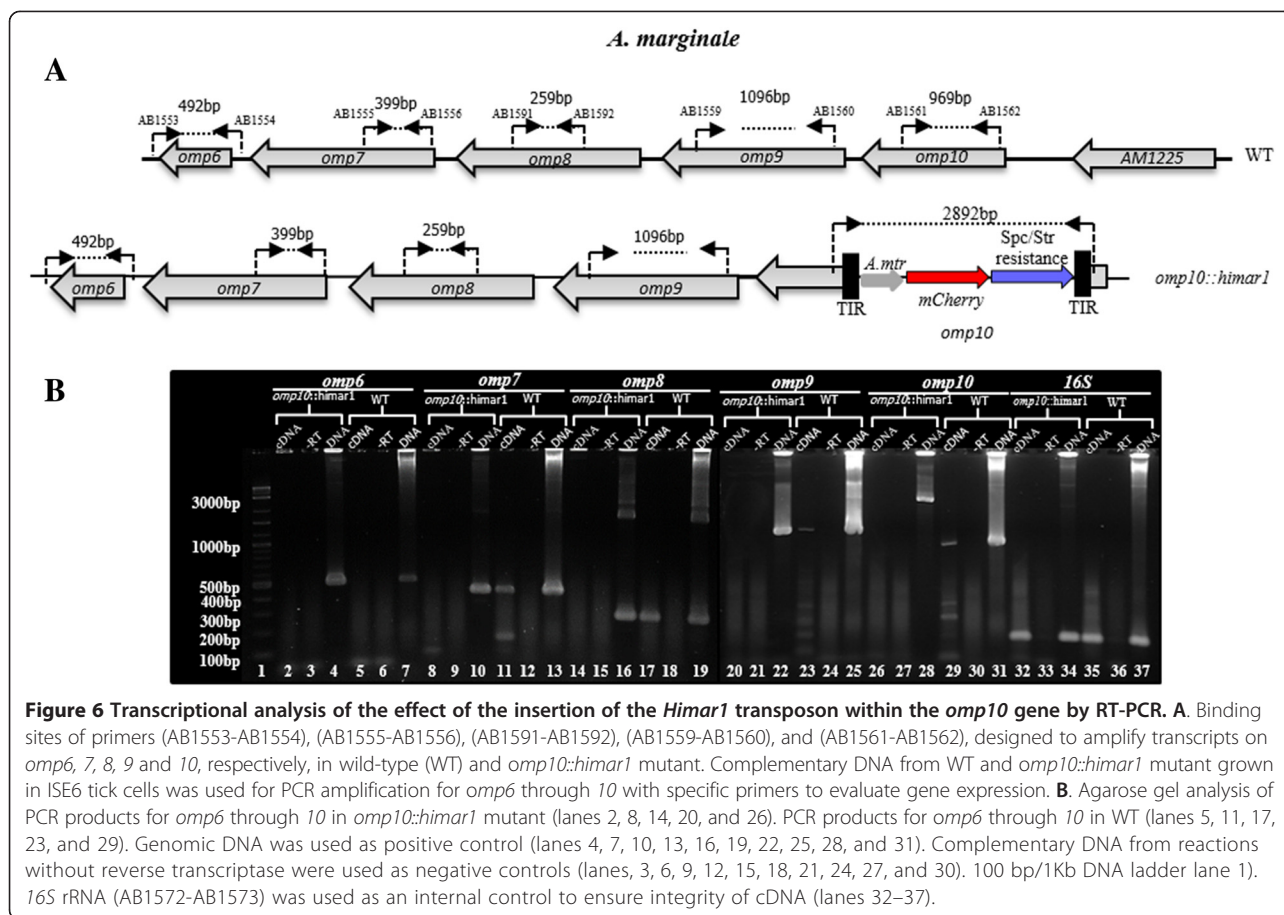 A. marginale
A
492bp
399bp
259bp
1096bp
969bp
AB1553
AB1554
AB1555
AB1556
AB1591
AB1592
AB1559
AB1560
AB1561
AB1562
omp6
omp7
omp8
omp9
omp10
AM1225
WT
492bp
399bp
259bp
1096bp
2892bp
Spc/Str
resistance
A.mtr
omp6
omp7
omp8
omp9
TIR
mCherry
TIR
omp10::himar1
omp10
B
omp6 omp7 omp8 omp9 omp10 16S
omp10::himar1 WT omp10::himar1 WT omp10::himar1 WT omp10::himar1 WT omp10::himar1 WT omp10::himar1 WT
cDNA -RT DNA cDNA -RT DNA cDNA -RT DNA cDNA -RT DNA cDNA -RT DNA cDNA -RT DNA cDNA -RT DNA cDNA -RT DNA cDNA -RT DNA cDNA -RT DNA cDNA -RT DNA cDNA -RT DNA
3000bp
1000bp
500bp
400bp
300bp
200bp
100bp
1 2 3 4 5 6 7 8 9 10 11 12 13 14 15 16 17 18 19 20 21 22 23 24 25 26 27 28 29 30 31 32 33 34 35 36 37
Figure 6 Transcriptional analysis of the effect of the insertion of the Himar1 transposon within the omp10 gene by RT-PCR. A. Binding
sites of primers (AB1553-AB1554), (AB1555-AB1556), (AB1591-AB1592), (AB1559-AB1560), and (AB1561-AB1562), designed to amplify transcripts on
omp6, 7, 8, 9 and 10, respectively, in wild-type (WT) and omp10::himar1 mutant. Complementary DNA from WT and omp10::himar1 mutant grown
in ISE6 tick cells was used for PCR amplification for omp6 through 10 with specific primers to evaluate gene expression. B. Agarose gel analysis of
PCR products for omp6 through 10 in omp10::himar1 mutant (lanes 2, 8, 14, 20, and 26). PCR products for omp6 through 10 in WT (lanes 5, 11, 17,
23, and 29). Genomic DNA was used as positive control (lanes 4, 7, 10, 13, 16, 19, 22, 25, 28, and 31). Complementary DNA from reactions
without reverse transcriptase were used as negative controls (lanes, 3, 6, 9, 12, 15, 18, 21, 24, 27, and 30). 100 bp/1Kb DNA ladder lane 1).
16S rRNA (AB1572-AB1573) was used as an internal control to ensure integrity of cDNA (lanes 32–37).